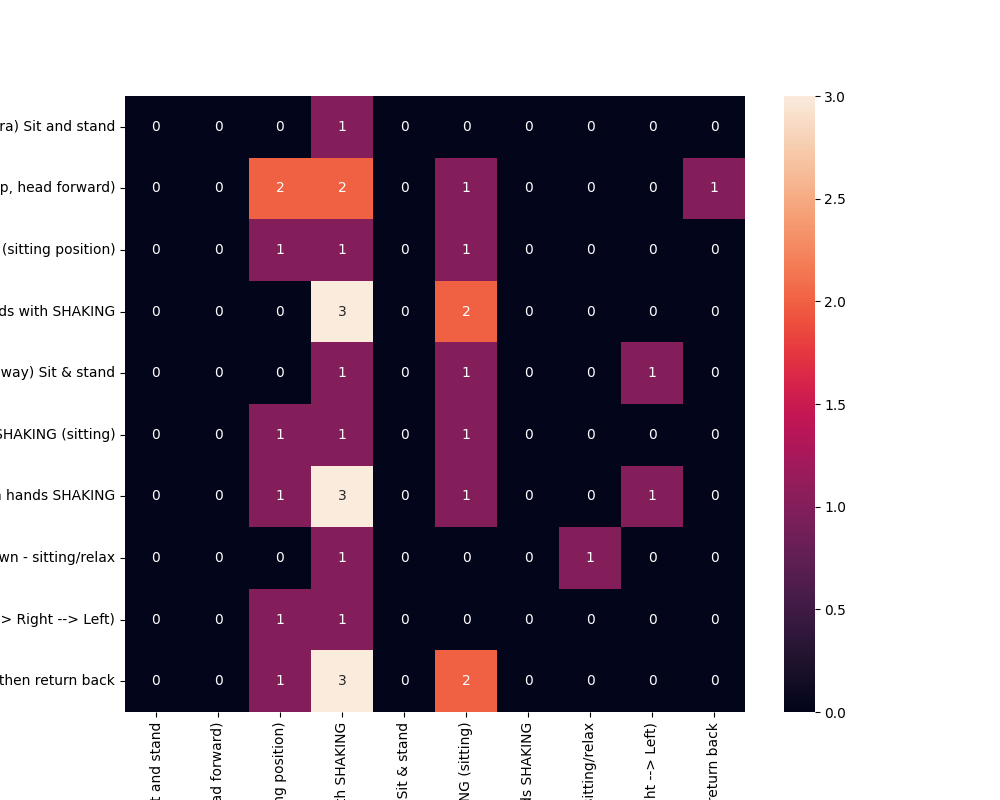 ra) Sit and stand 0 0 0 1 0 0 0 0 0 0
p, head forward) 0 0 2 2 0 1 0 0 0 1
(sitting position) 0 0 1 1 0 1 0 0 0 0
ds with SHAKING 0 0 0 3 0 2 0 0 0 0
way) Sit & stand 0 0 0 1 0 1 0 0 1 0
SHAKING (sitting) 0 0 1 1 0 1 0 0 0 0
hands SHAKING 0 0 1 3 0 1 0 0 1 0
wn - sitting/relax 0 0 0 1 0 0 0 1 0 0
> Right --> Left) 0 0 1 1 0 0 0 0 0 0
then return back 0 0 1 3 0 2 0 0 0 0
t and stand
ad forward)
ng position)
th SHAKING
Sit & stand
NG (sitting)
ds SHAKING
sitting/relax
ht --> Left)
return back
3.0
2.5
2.0
1.5
1.0
0.5
0.0